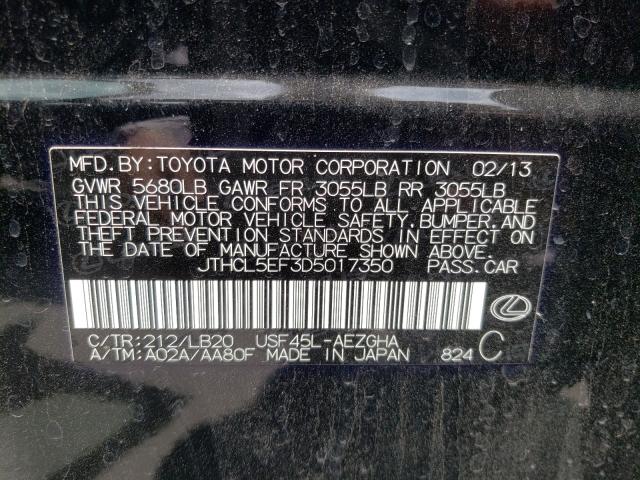 MFD.BY:TOYOTA MOTOR CORPORATION 02/13
GVWR 5680LB GAWR FR 3055LB RR 3055LB
THIS VEHICLE CONFORMS TO ALL APPLICABLE
FEDERAL MOTOR VEHICLE SAFETY,BUMPER,AND
THEFT PREVENTION STANDARDS IN EFFECT ON
THE DATE OF MANUFACTURE SHOWN ABOVE.
JTHCL5EF3D5017350 PASS.CAR
C/TR:212/LB20 USF45L-AEZGHA
A/TM:A02A/AA80F MADE IN JAPAN 824 C